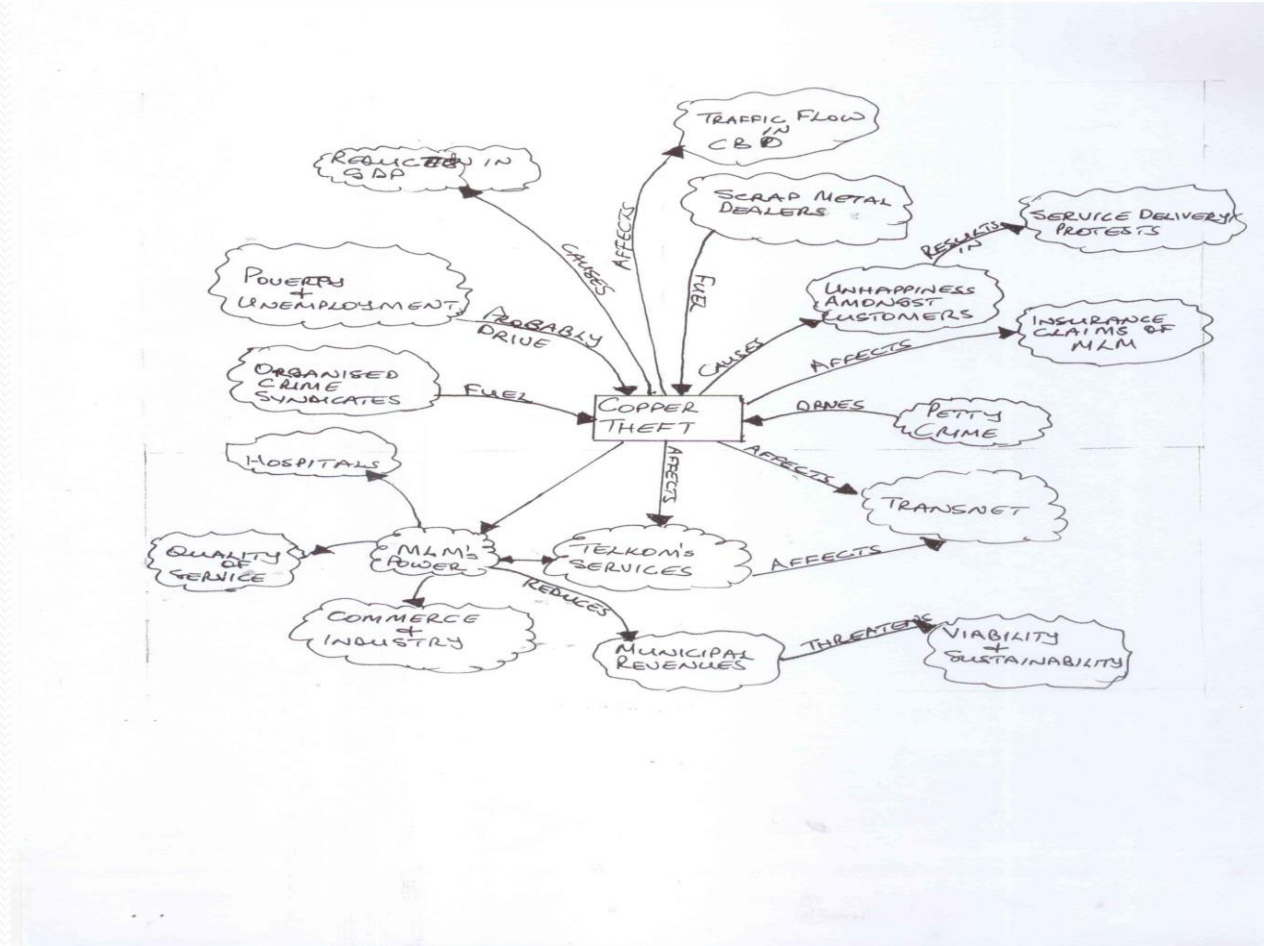 TRAFFIC FLOW
IN
CBD
REDUCTION IN
GDP
AFFECTS
SCRAP METAL
DEALERS
SERVICE DELIVERY
PROTESTS
RESULTS
IN
CAUSES
FUEL
POVERTY
&
UNEMPLOYMENT
PROBABLY
DRIVE
UNHAPPINESS
AMONGST
CUSTOMERS
INSURANCE
CLAIMS OF
MLM
CAUSES
AFFECTS
ORGANISED
CRIME
SYNDICATES
FUEL
COPPER
THEFT
DRIVES
PETTY
CRIME
HOSPITALS
AFFECTS
AFFECTS
TRANSNET
QUALITY
OF
SERVICE
MLM's
POWER
TELKOM's
SERVICES
AFFECTS
REDUCES
COMMERCE
&
INDUSTRY
MUNICIPAL
REVENUES
THREATENS
VIABILITY
&
SUSTAINABILITY